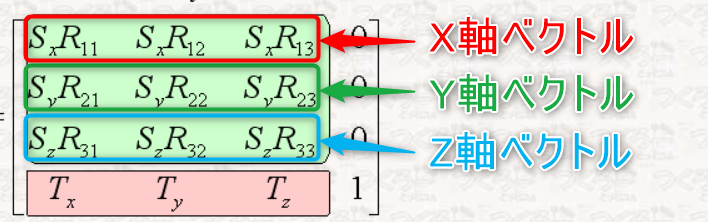 SxR11 SxR12 SxR13 0 X軸ベクトル
SyR21 SyR22 SyR23 0 Y軸ベクトル
= SzR31 SzR32 SzR33 0 Z軸ベクトル
Tx Ty Tz 1